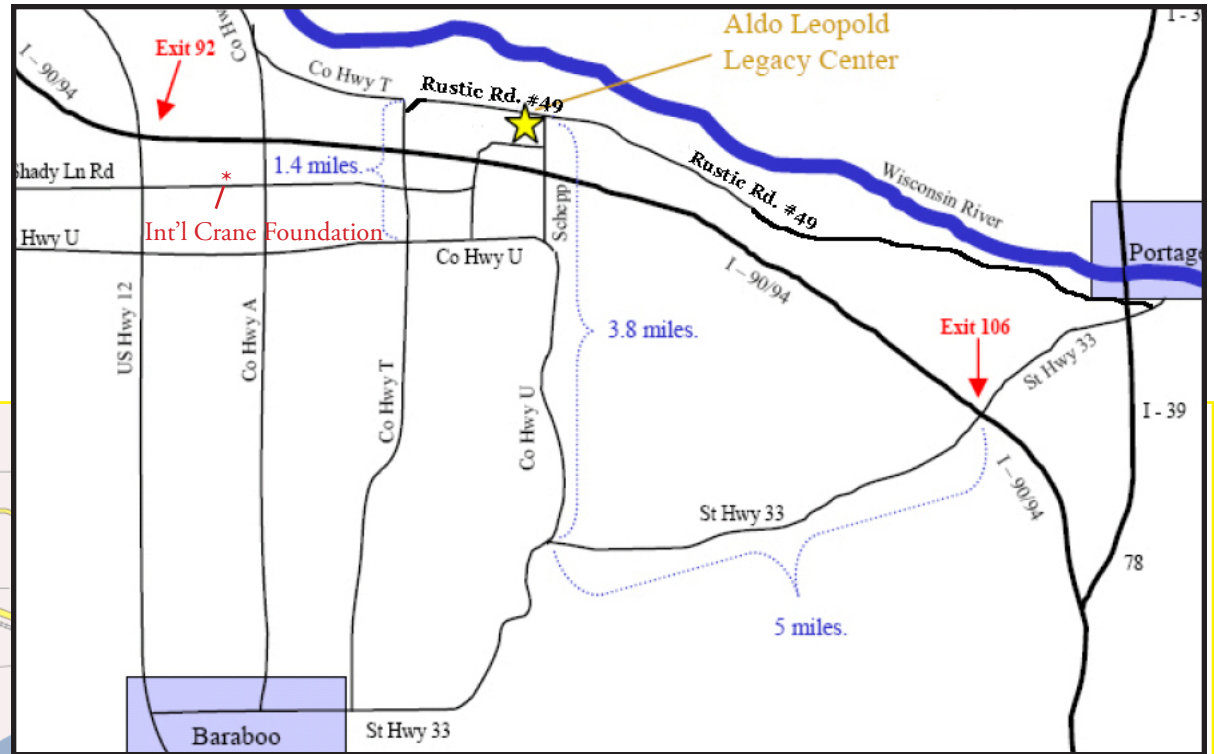 Co Hw
I - 3
Aldo Leopold
Legacy Center
Exit 92
I – 90/94
Co Hwy T
Rustic Rd. #49
1.4 miles.
Shady Ln Rd
*
Int'l Crane Foundation
Schepp
Rustic Rd. #49
Wisconsin River
Hwy U
Co Hwy U
Portage
I – 90/94
US Hwy 12
Co Hwy A
3.8 miles.
Exit 106
St Hwy 33
Co Hwy T
Co Hwy U
I - 39
I – 90/94
St Hwy 33
78
5 miles.
Baraboo
St Hwy 33